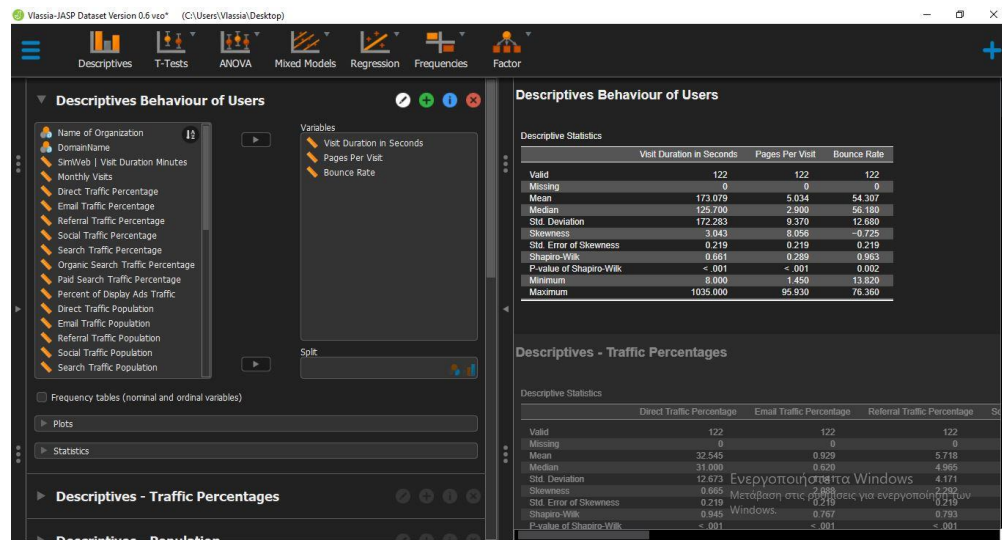 Vlassia-JASP Dataset Version 0.6 νεο* (C:\Users\Vlassia\Desktop)
Descriptives T-Tests ANOVA Mixed Models Regression Frequencies Factor
Descriptives Behaviour of Users
Name of Organization
DomainName
SimWeb | Visit Duration Minutes
Monthly Visits
Direct Traffic Percentage
Email Traffic Percentage
Referral Traffic Percentage
Social Traffic Percentage
Search Traffic Percentage
Organic Search Traffic Percentage
Paid Search Traffic Percentage
Percent of Display Ads Traffic
Direct Traffic Population
Email Traffic Population
Referral Traffic Population
Social Traffic Population
Search Traffic Population
Variables
Visit Duration in Seconds
Pages Per Visit
Bounce Rate
Split
Frequency tables (nominal and ordinal variables)
Plots
Statistics
Descriptives - Traffic Percentages
Descriptives - Population
Descriptives Behaviour of Users
Descriptive Statistics
Visit Duration in Seconds Pages Per Visit Bounce Rate
Valid 122 122 122
Missing 0 0 0
Mean 173.079 5.034 54.307
Median 125.700 2.900 56.180
Std. Deviation 172.283 9.370 12.680
Skewness 3.043 8.056 −0.725
Std. Error of Skewness 0.219 0.219 0.219
Shapiro-Wilk 0.661 0.289 0.963
P-value of Shapiro-Wilk < .001 < .001 0.002
Minimum 8.000 1.450 13.820
Maximum 1035.000 95.930 76.360
Descriptives - Traffic Percentages
Descriptive Statistics
Direct Traffic Percentage Email Traffic Percentage Referral Traffic Percentage
Valid 122 122 122
Missing 0 0 0
Mean 32.545 0.929 5.718
Median 31.000 0.620 4.965
Std. Deviation 12.673 4.171
Skewness 0.665 2.292
Std. Error of Skewness 0.219 0.219 0.219
Shapiro-Wilk 0.945 0.767 0.793
P-value of Shapiro-Wilk < .001 < .001 < .001
Ενεργοποίηση των Windows
Μετάβαση στις ρυθμίσεις για ενεργοποίηση των
Windows.